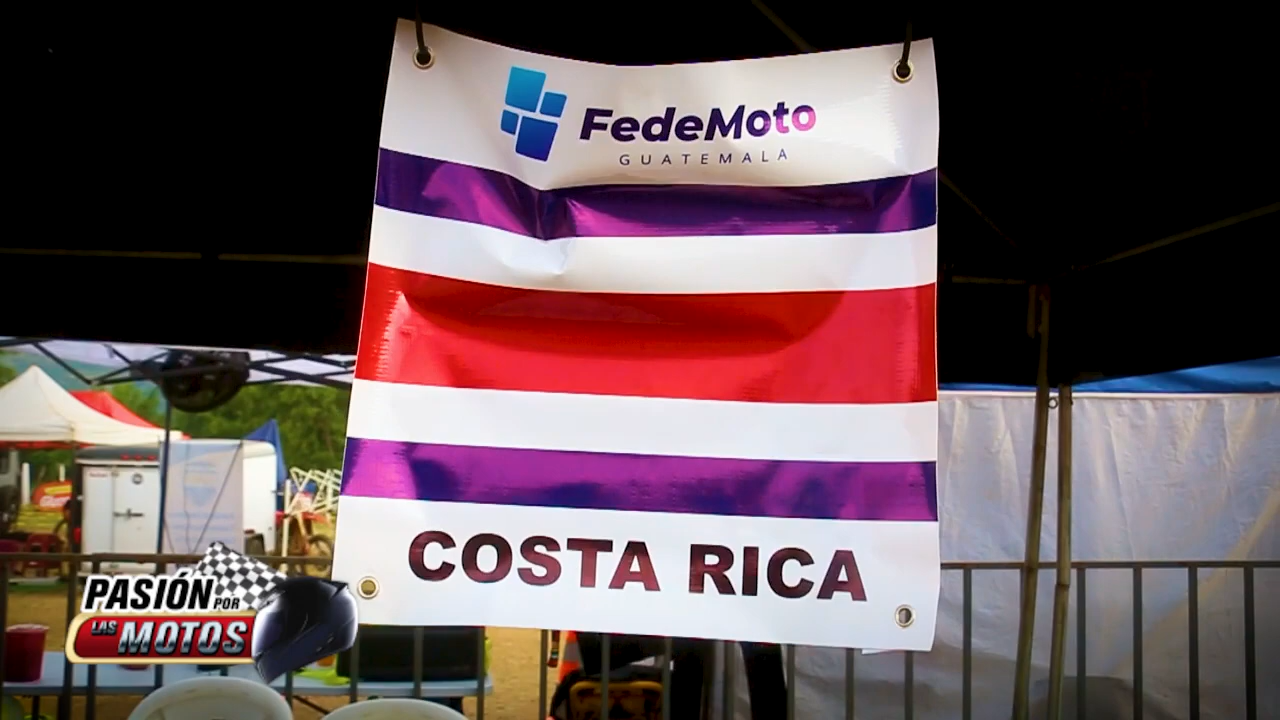 FedeMoto
GUATEMALA
COSTA RICA
PASIÓN POR
LAS MOTOS